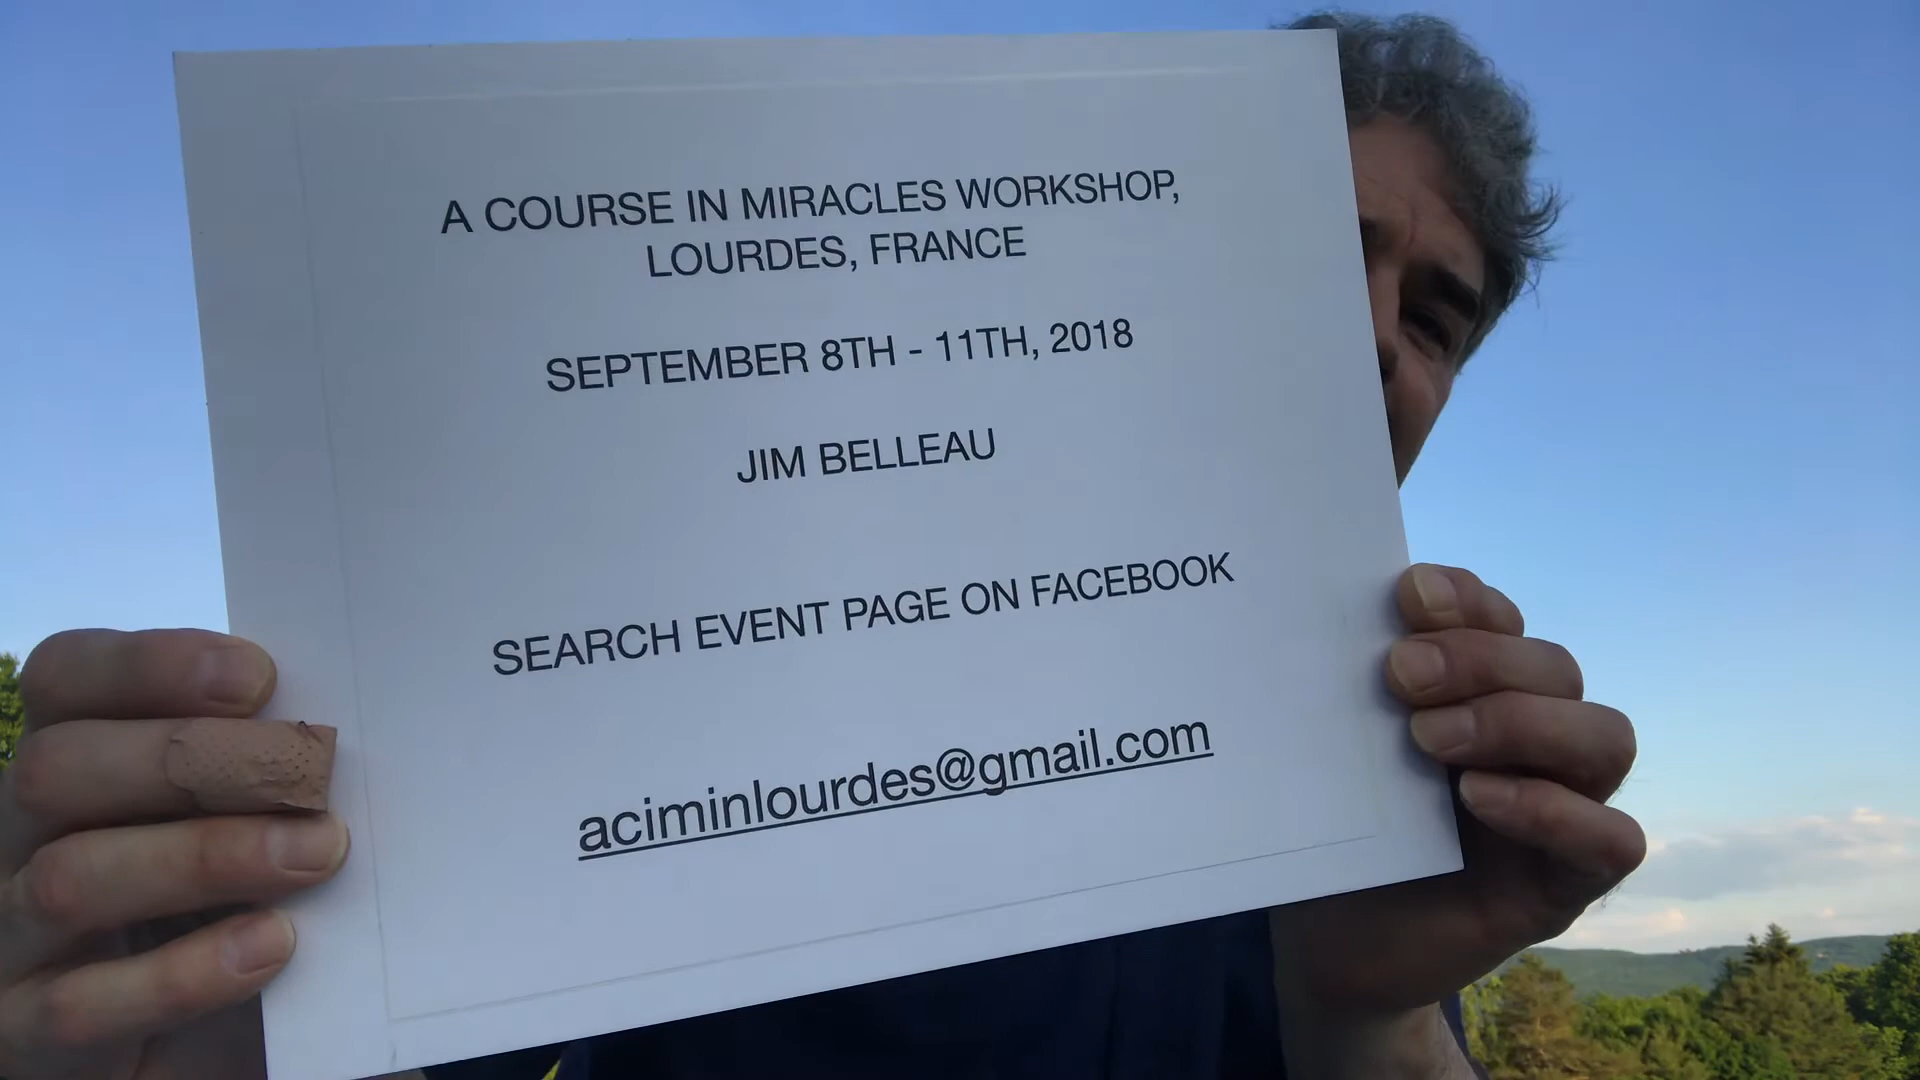 A COURSE IN MIRACLES WORKSHOP,
LOURDES, FRANCE
SEPTEMBER 8TH - 11TH, 2018
JIM BELLEAU
SEARCH EVENT PAGE ON FACEBOOK
aciminlourdes@gmail.com